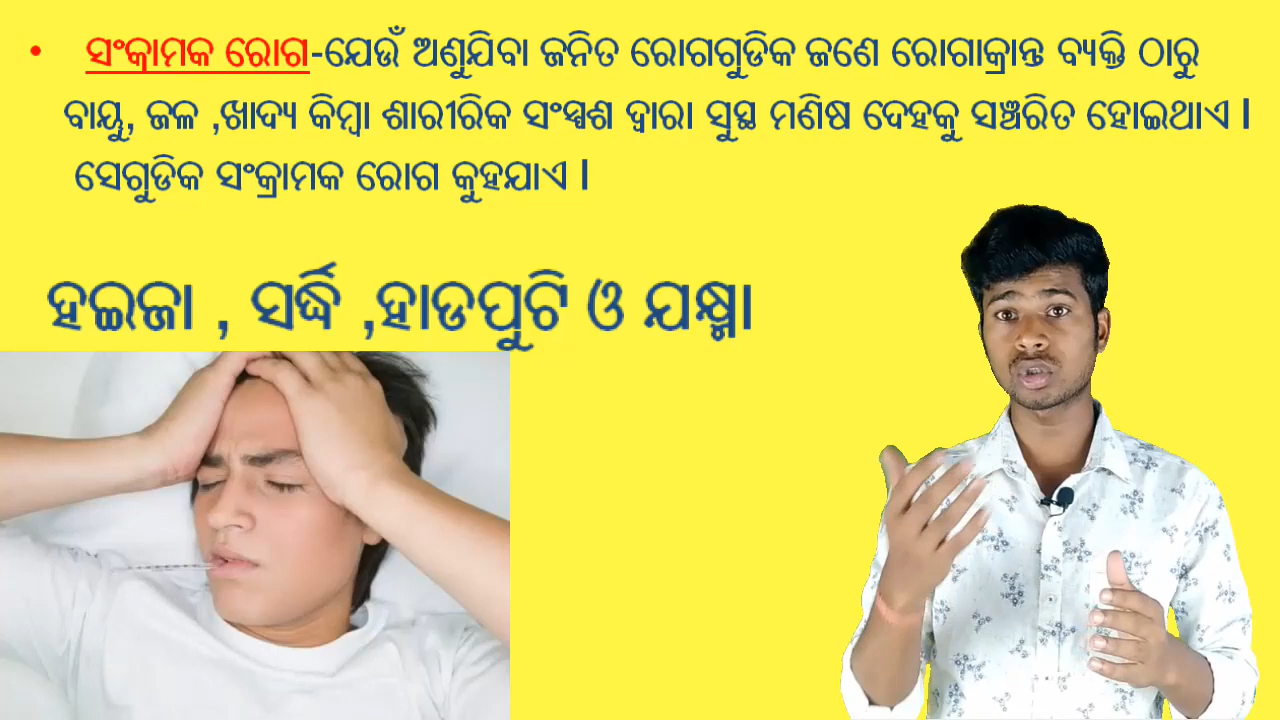 • ସଂକ୍ରାମକ ରୋଗ-ଯେଉଁ ଅଣୁଯିବା ଜନିତ ରୋଗଗୁଡିକ ଜଣେ ରୋଗାକ୍ରାନ୍ତ ବ୍ୟକ୍ତି ଠାରୁ
ବାୟୁ, ଜଳ ,ଖାଦ୍ୟ କିମ୍ବା ଶାରୀରିକ ସଂସ୍ପଶ ଦ୍ୱାରା ସୁସ୍ଥ ମଣିଷ ଦେହକୁ ସଞ୍ଚରିତ ହୋଇଥାଏ l
ସେଗୁଡିକ ସଂକ୍ରାମକ ରୋଗ କୁହଯାଏ l
ହଇଜା , ସର୍ଦ୍ଧି ,ହାଡପୁଟି ଓ ଯକ୍ଷ୍ମା